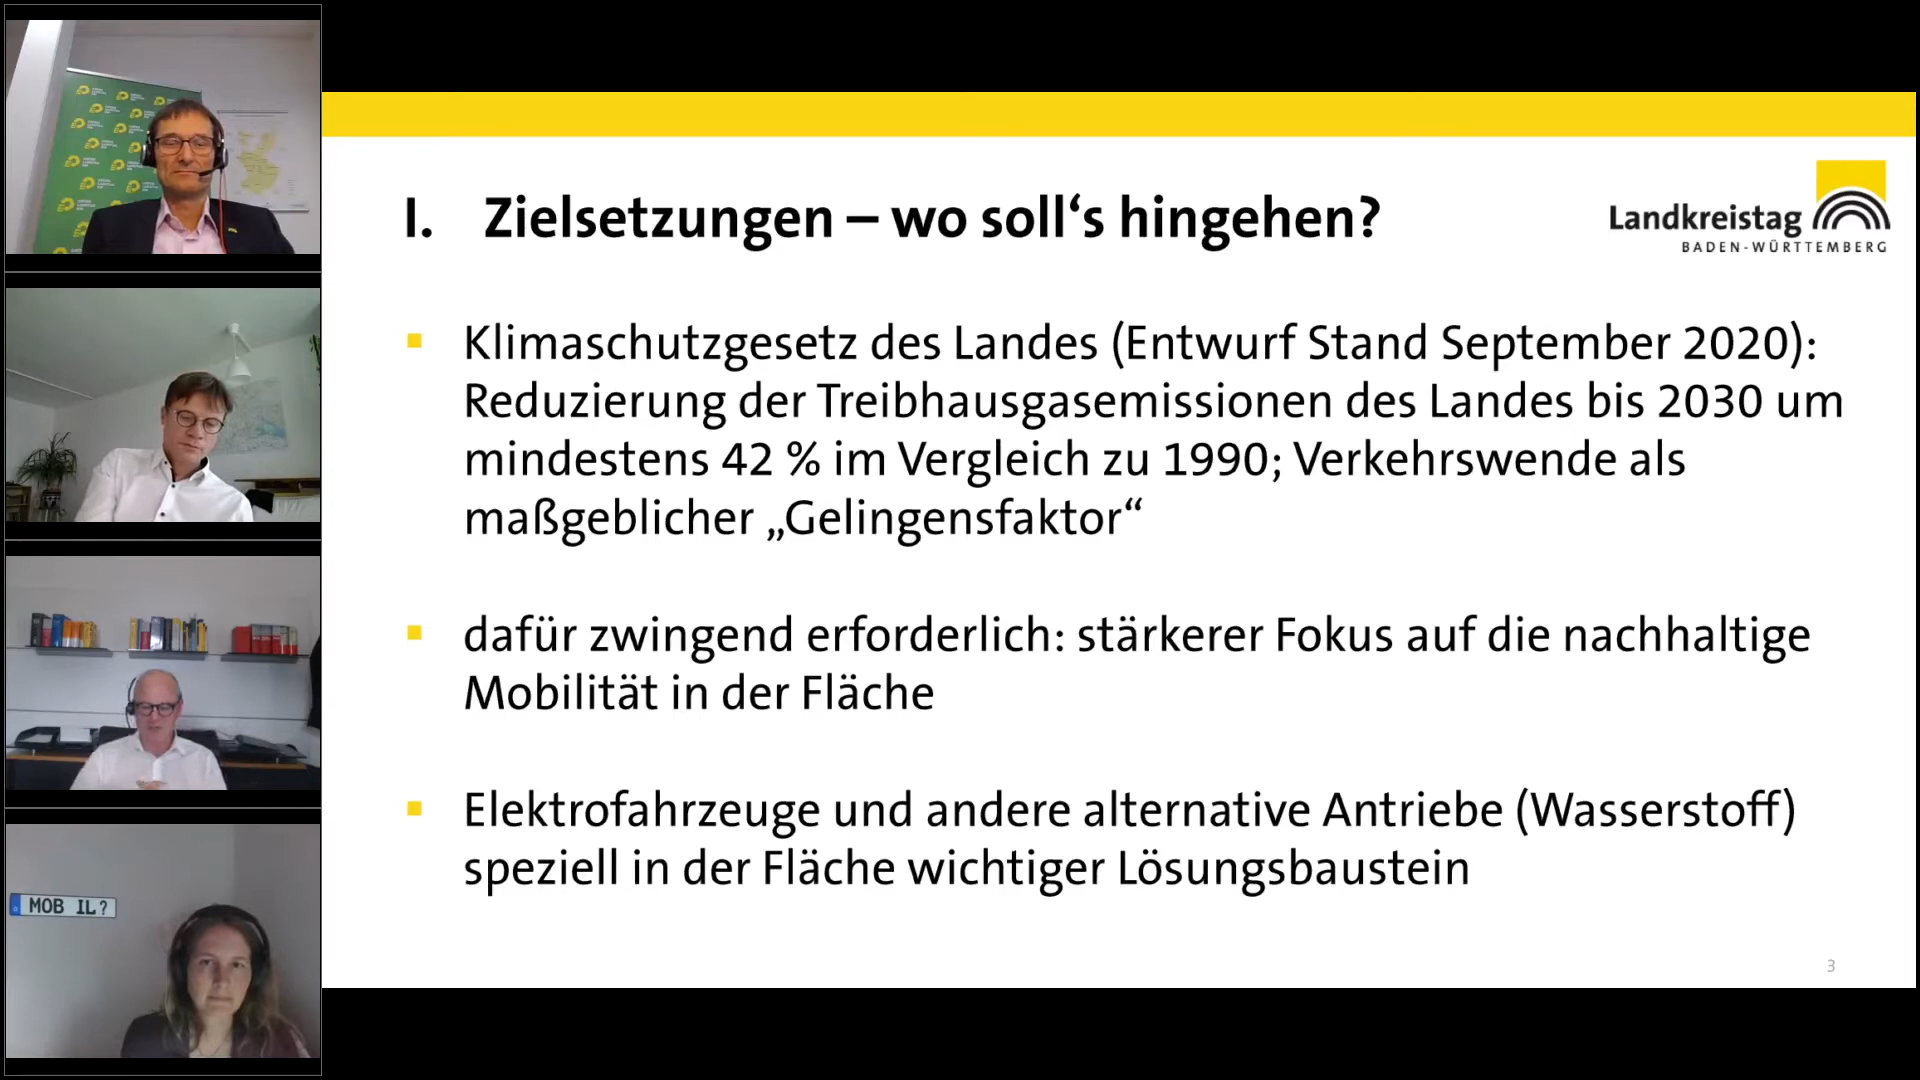 I. Zielsetzungen – wo soll‘s hingehen?
Landkreistag
BADEN-WÜRTTEMBERG
Klimaschutzgesetz des Landes (Entwurf Stand September 2020):
Reduzierung der Treibhausgasemissionen des Landes bis 2030 um
mindestens 42 % im Vergleich zu 1990; Verkehrswende als
maßgeblicher „Gelingensfaktor“
dafür zwingend erforderlich: stärkerer Fokus auf die nachhaltige
Mobilität in der Fläche
Elektrofahrzeuge und andere alternative Antriebe (Wasserstoff)
speziell in der Fläche wichtiger Lösungsbaustein
3
MOB IL?